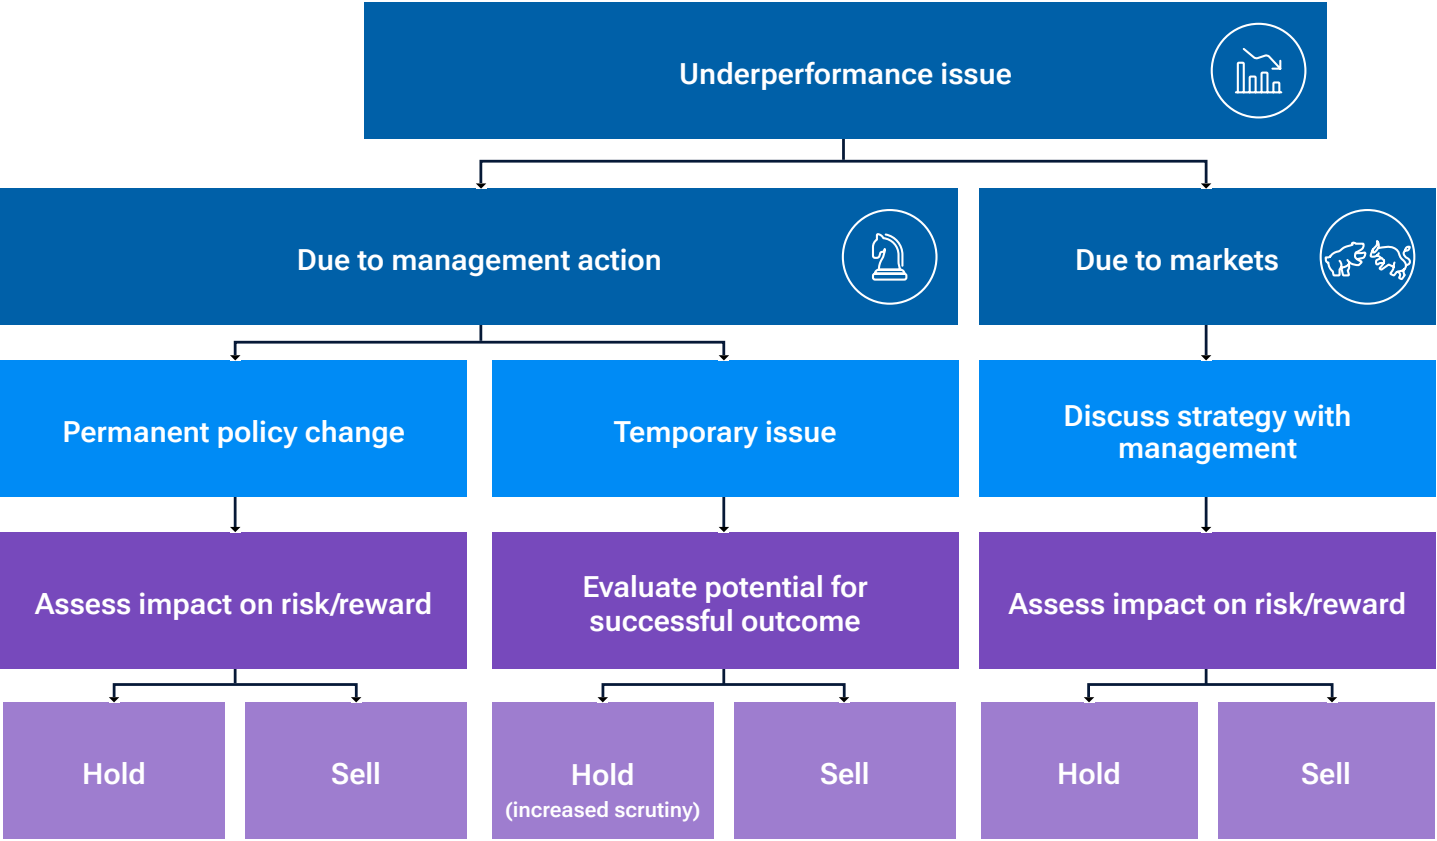 Underperformance issue
Due to management action
Due to markets
Permanent policy change
Temporary issue
Discuss strategy with
management
Assess impact on risk/reward
Evaluate potential for
successful outcome
Assess impact on risk/reward
Hold
Sell
Hold
(increased scrutiny)
Sell
Hold
Sell